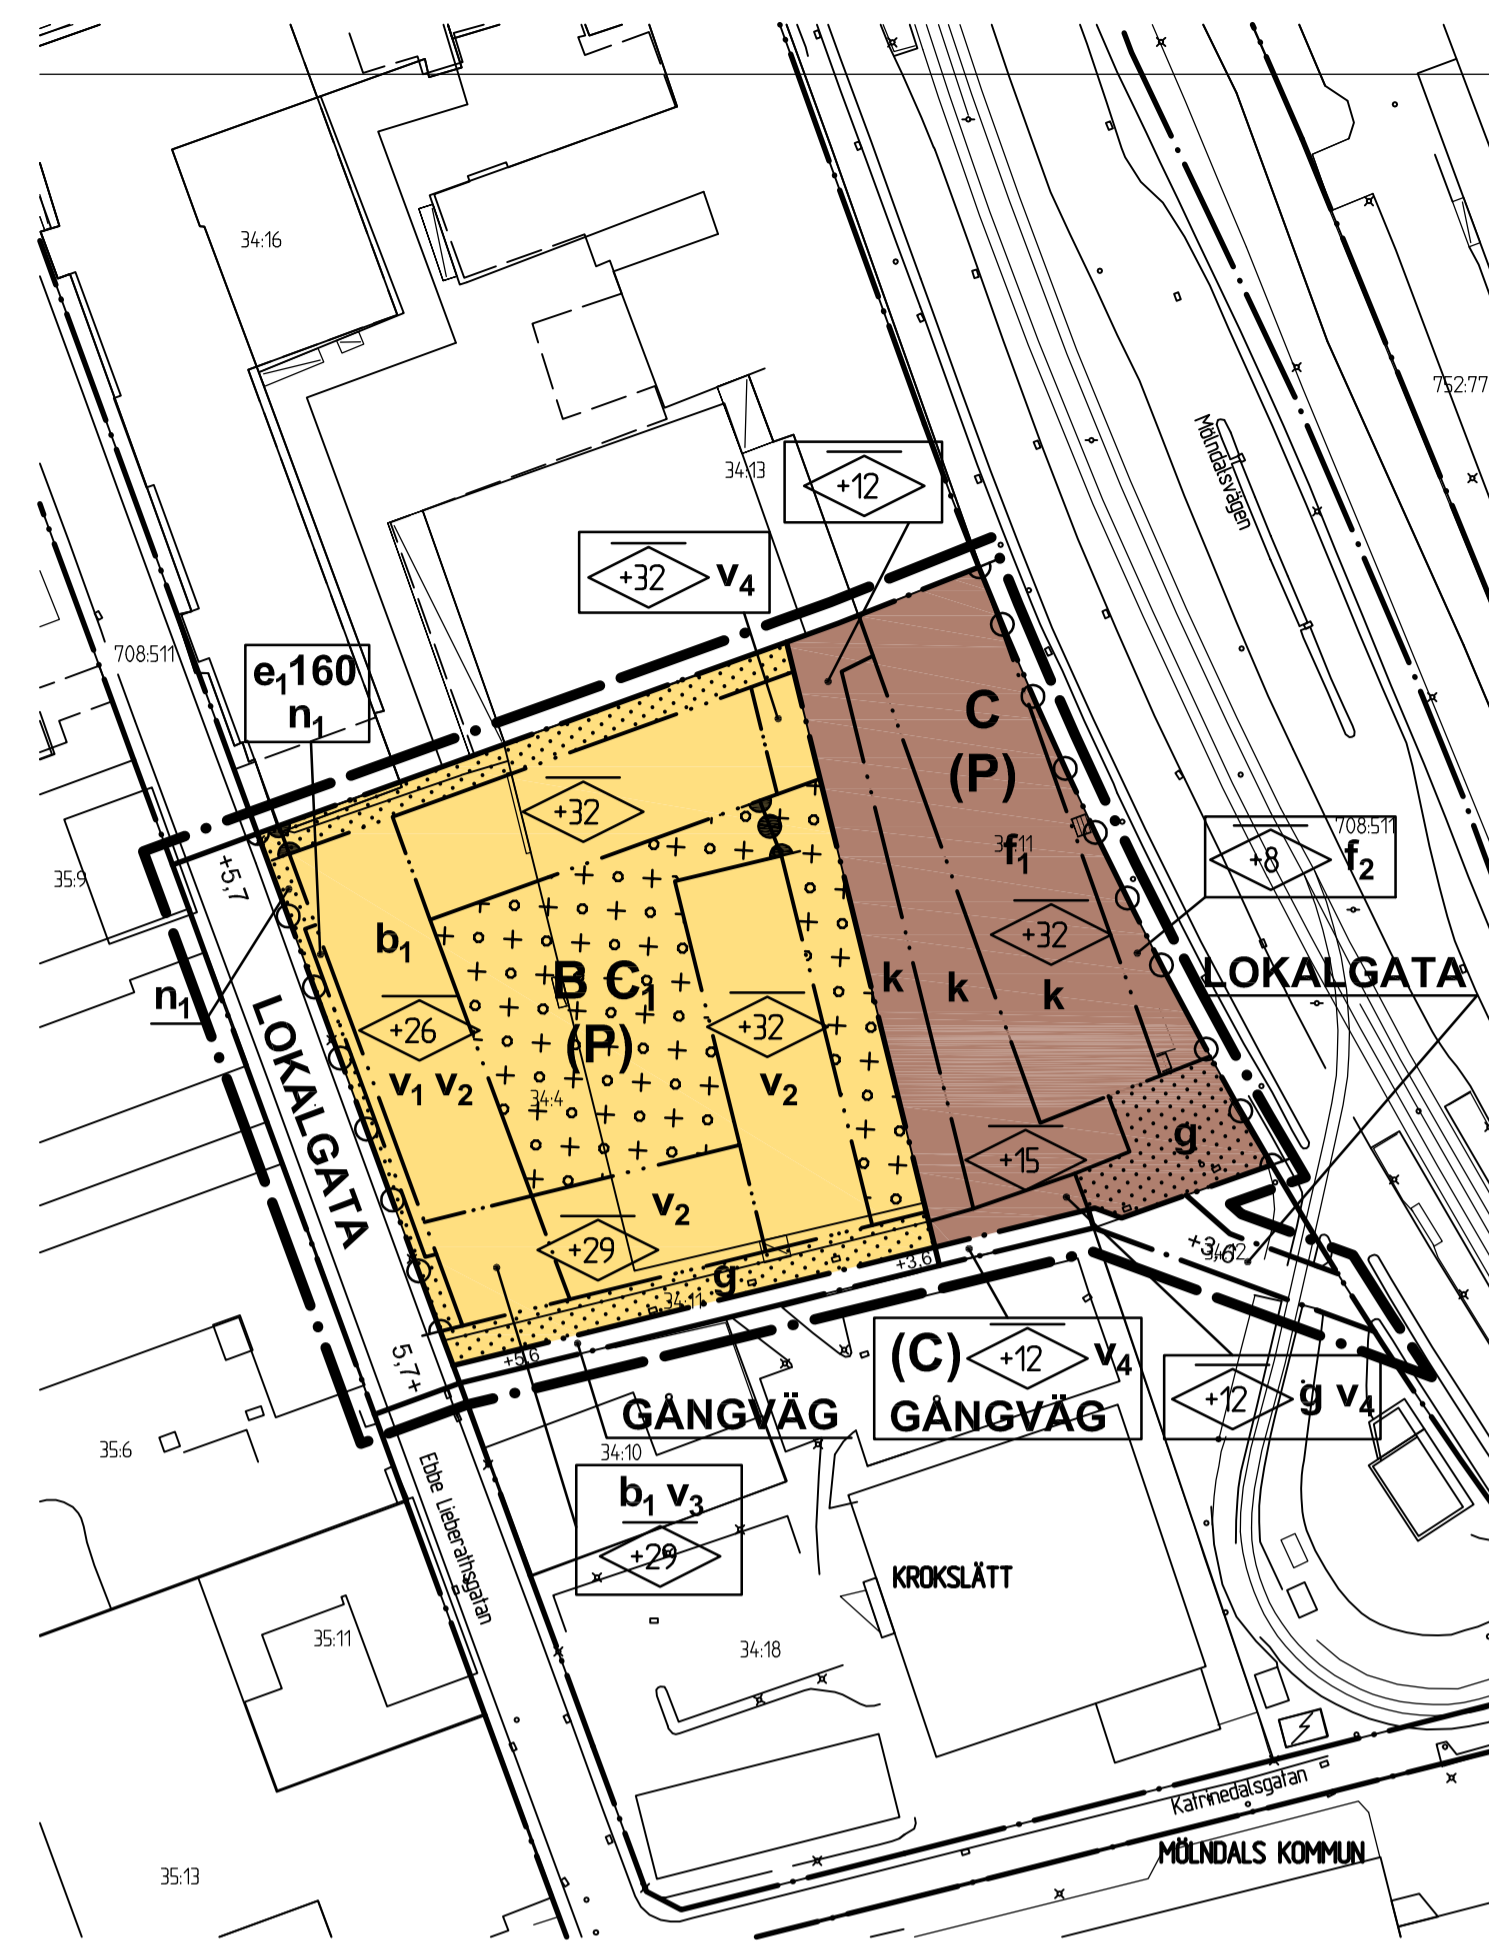 34:16
752:77
Mölndalsvägen
34:13
+12
+32 v4
708:511
e1160
n1
C
(P)
+32
+5,7
35:9
708:511
+8 f2
f1
b1
+32
LOKALGATA
B C1
(P)
k
k
k
n1
+26
+32
LOKALGATA
v1 v2
v2
34:4
g
+15
v2
+29
g
+3,6
34:11
+5,6
5,7+
(C) +12 v4
GÅNGVÄG
+12 g v4
GÅNGVÄG
34:10
35:6
Ebbe Lieberathsgatan
b1 v3
+29
KROKSLÄTT
35:11
34:18
Katrinedalsgatan
MÖLNDALS KOMMUN
35:13